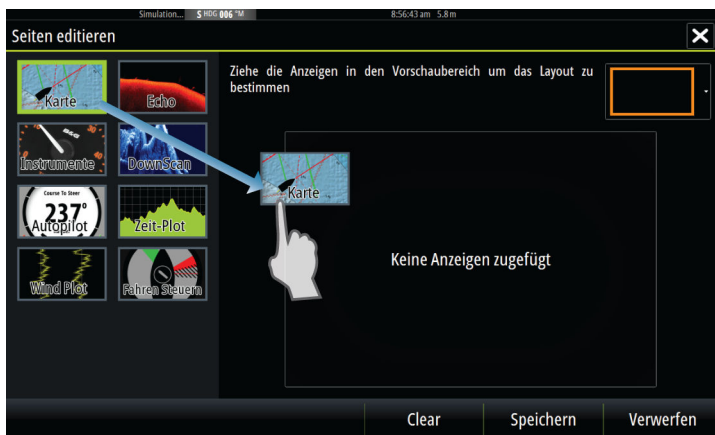 Simulation... S HDG 006 °M 8:56:43 am 5.8 m
Seiten editieren
Karte Echo
Ziehe die Anzeigen in den Vorschaubereich um das Layout zu
bestimmen
Instrumente DownScan
Karte
Course To Steer
237°
Autopilot Zeit-Plot
Keine Anzeigen zugefügt
Wind Plot Fahren Steuern
Clear Speichern Verwerfen